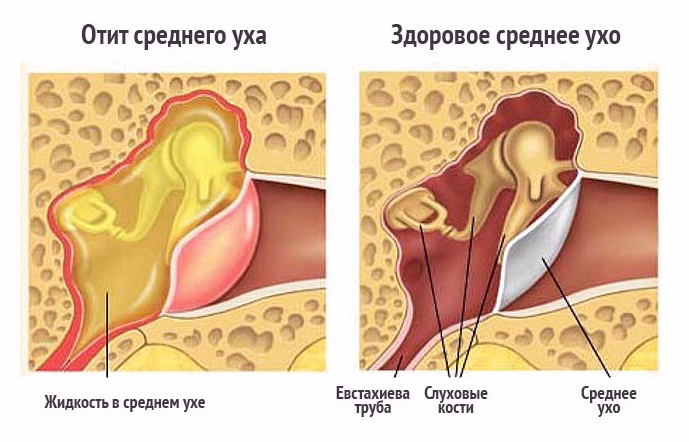 Отит среднего уха
Здоровое среднее ухо
Жидкость в среднем ухе
Евстахиева
труба
Слуховые
кости
Среднее
ухо